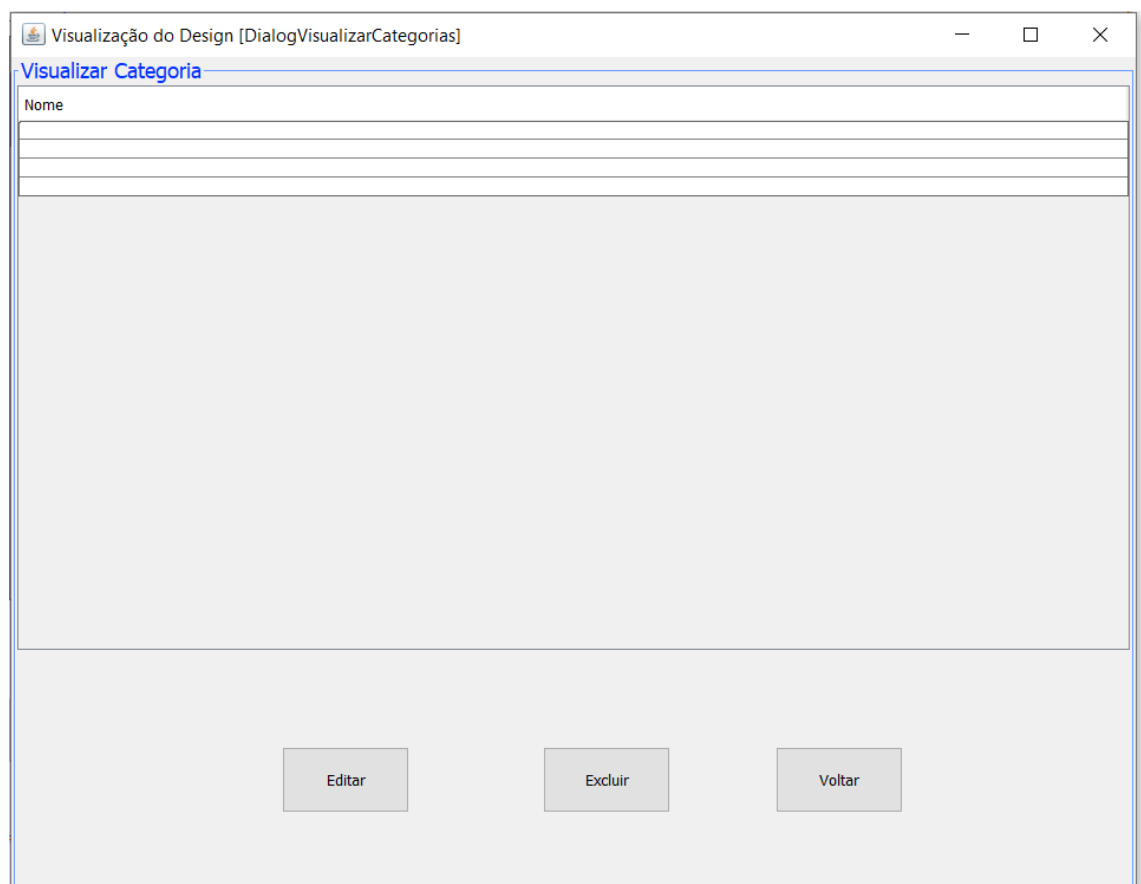 Visualização do Design [DialogVisualizarCategorias]
Visualizar Categoria
Nome
Editar Excluir Voltar